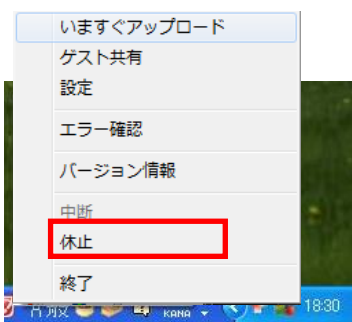 いますぐアップロード
ゲスト共有
設定
エラー確認
バージョン情報
中断
休止
終了
KANA
18:30